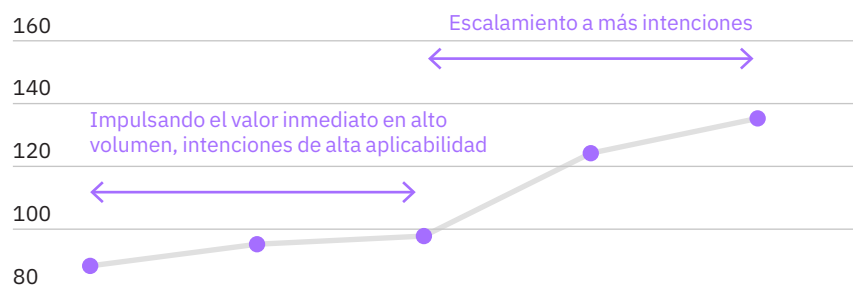 160
Escalamiento a más intenciones
140
Impulsando el valor inmediato en alto
volumen, intenciones de alta aplicabilidad
120
100
80